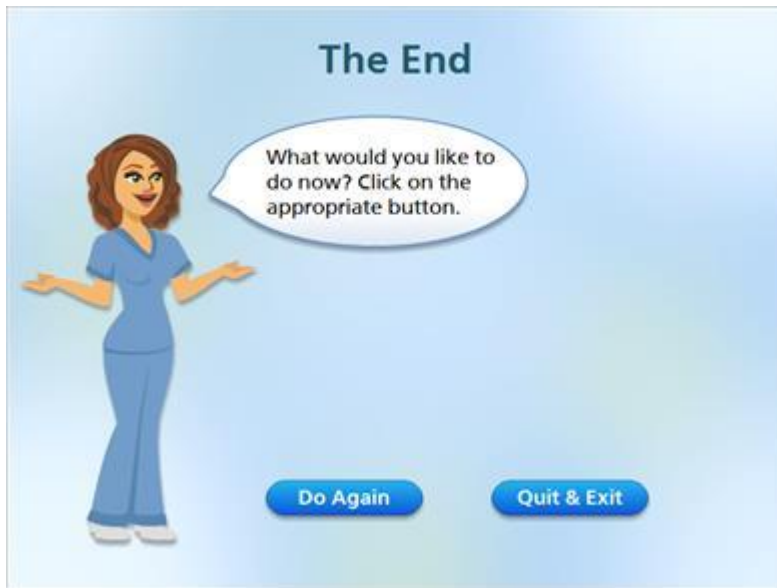 The End
What would you like to
do now? Click on the
appropriate button.
Do Again
Quit & Exit